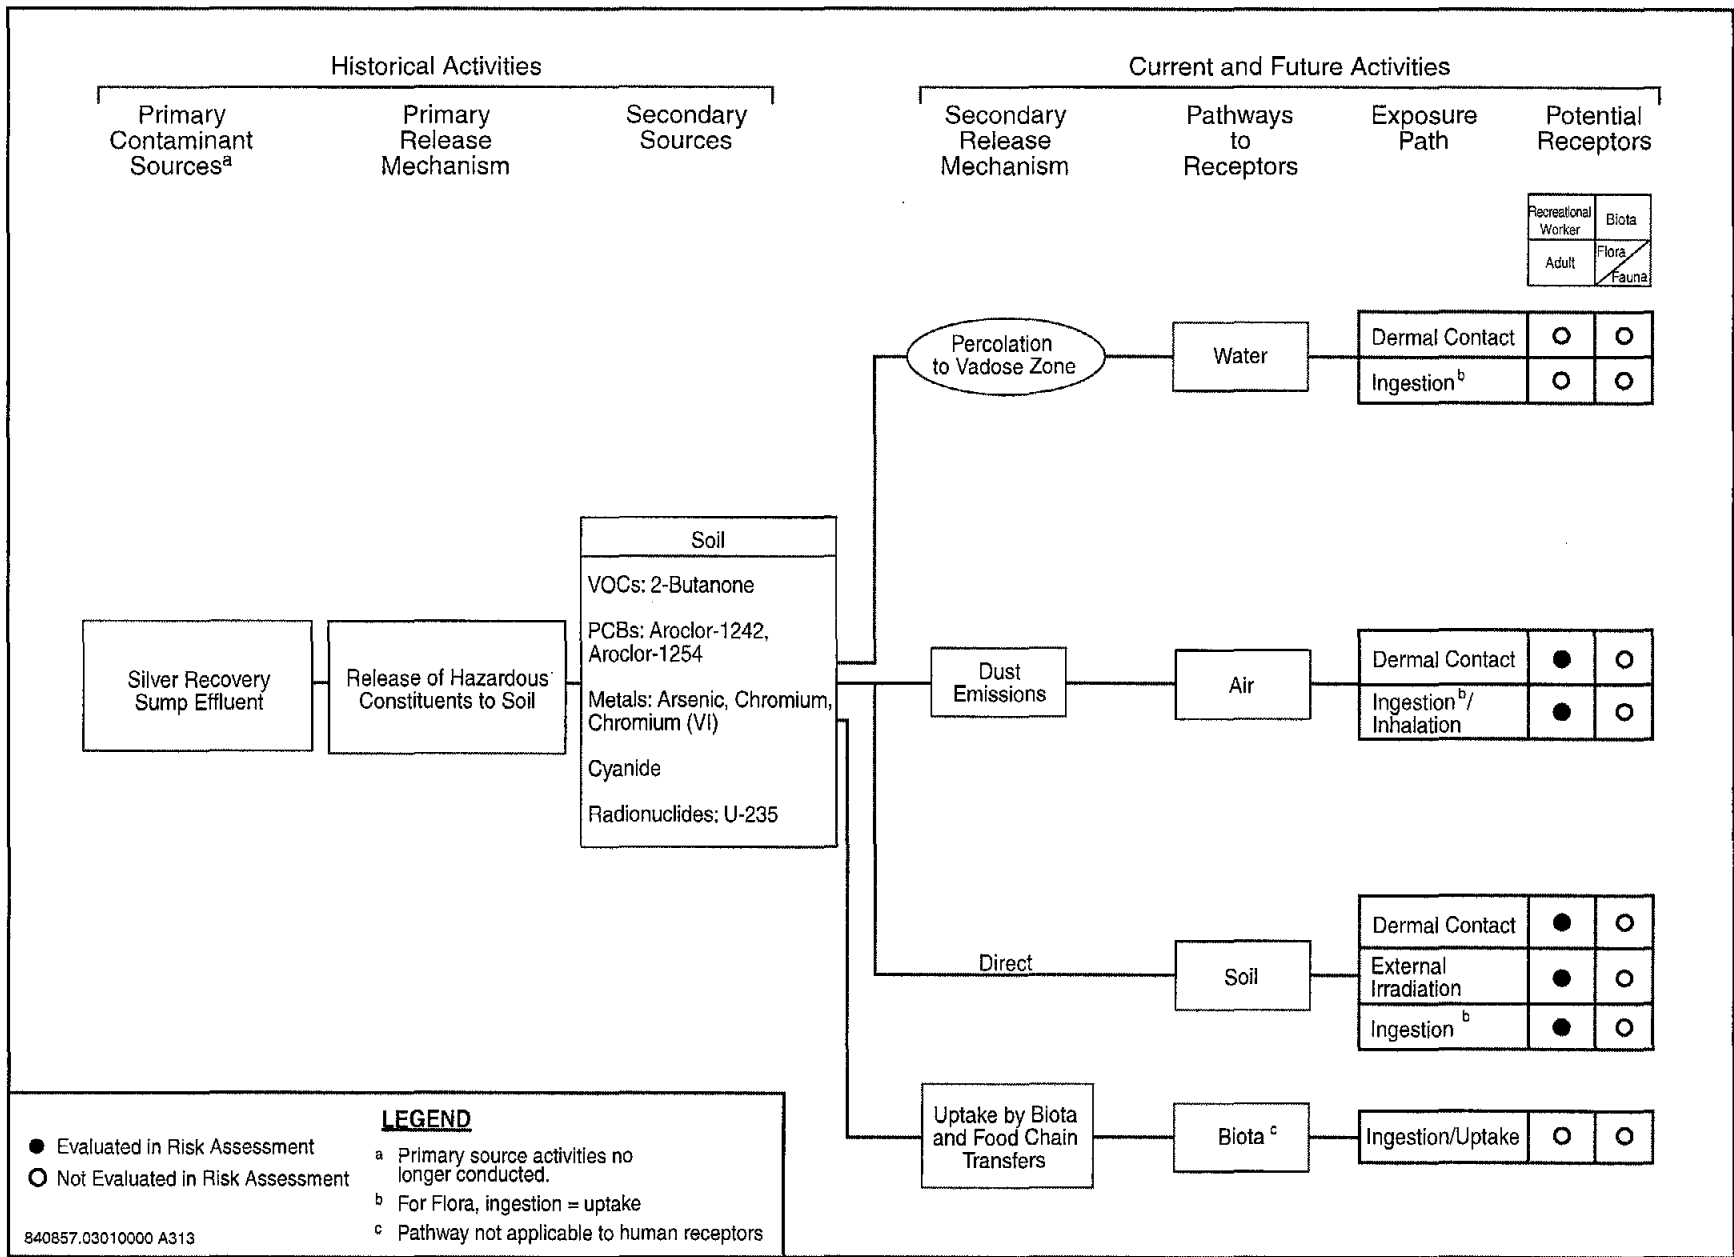 Historical Activities
Current and Future Activities
Primary
Contaminant
Sourcesᵃ
Primary
Release
Mechanism
Secondary
Sources
Secondary
Release
Mechanism
Pathways
to
Receptors
Exposure
Path
Potential
Receptors
Recreational
Worker
Biota
Adult
Flora
Fauna
Percolation
to Vadose Zone
Water
Dermal Contact
Ingestionᵇ
Silver Recovery
Sump Effluent
Release of Hazardous
Constituents to Soil
Soil
VOCs: 2-Butanone
PCBs: Aroclor-1242,
Aroclor-1254
Metals: Arsenic, Chromium,
Chromium (VI)
Cyanide
Radionuclides: U-235
Dust
Emissions
Air
Dermal Contact
Ingestionᵇ/
Inhalation
Direct
Soil
Dermal Contact
External
Irradiation
Ingestion ᵇ
Uptake by Biota
and Food Chain
Transfers
Biota ᶜ
Ingestion/Uptake
LEGEND
● Evaluated in Risk Assessment
O Not Evaluated in Risk Assessment
ᵃ Primary source activities no
longer conducted.
ᵇ For Flora, ingestion = uptake
ᶜ Pathway not applicable to human receptors
840857.03010000 A313